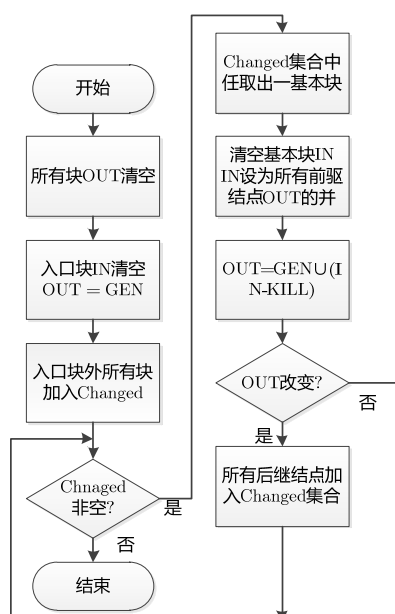 开始
所有块OUT清空
入口块IN清空
OUT = GEN
入口块外所有块
加入Changed
Chnaged
非空?
是
否
结束
Changed集合中
任取出一基本块
清空基本块IN
IN设为所有前驱
结点OUT的并
OUT=GEN∪(I
N-KILL)
OUT改变?
否
是
所有后继结点加
入Changed集合